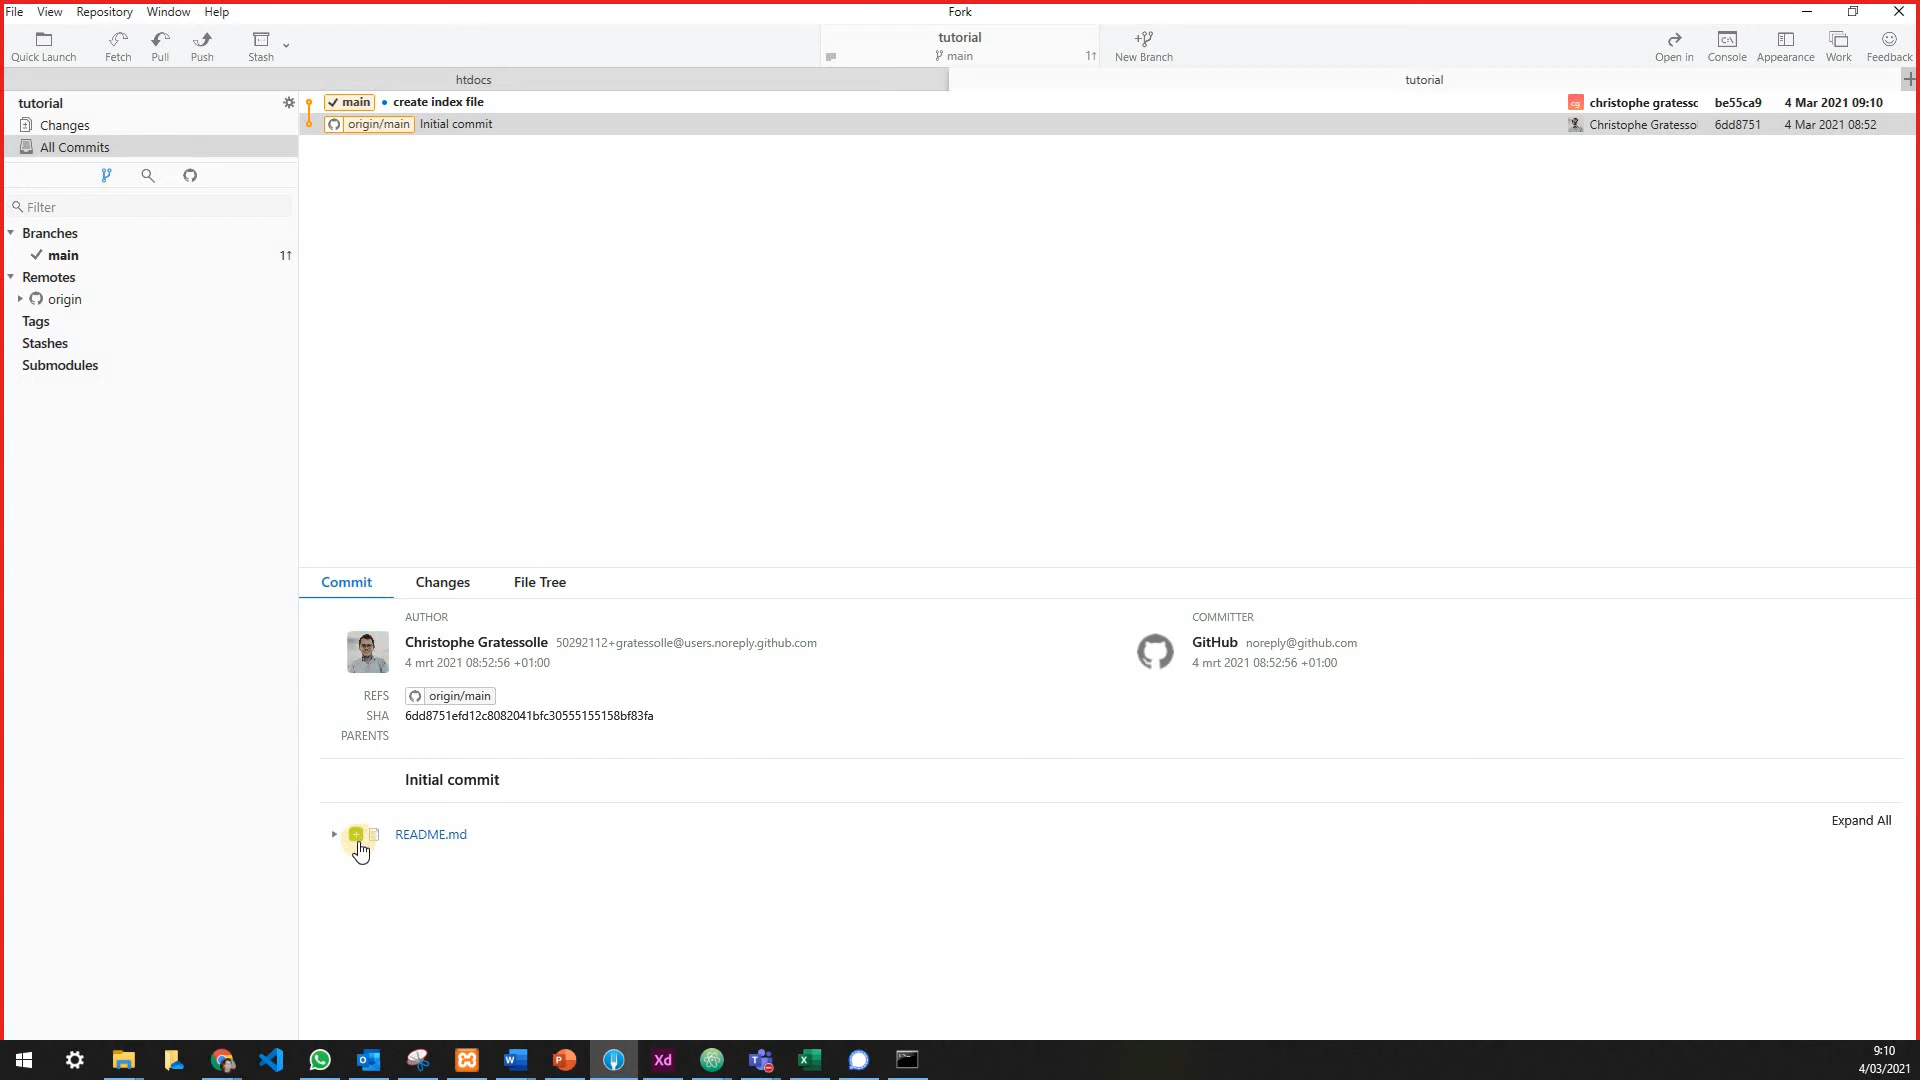 File View Repository Window Help Fork
Quick Launch Fetch Pull Push Stash tutorial main 1↑ New Branch Open in Console Appearance Work Feedback
htdocs tutorial
tutorial
Changes
All Commits
Filter
Branches
main 1↑
Remotes
origin
Tags
Stashes
Submodules
main create index file cg christophe gratessc be55ca9 4 Mar 2021 09:10
origin/main Initial commit Christophe Gratesso 6dd8751 4 Mar 2021 08:52
Commit Changes File Tree
AUTHOR COMMITTER
Christophe Gratessolle 50292112+gratessolle@users.noreply.github.com GitHub noreply@github.com
4 mrt 2021 08:52:56 +01:00 4 mrt 2021 08:52:56 +01:00
REFS origin/main
SHA 6dd8751efd12c8082041bfc30555155158bf83fa
PARENTS
Initial commit
Expand All
README.md
9:10
4/03/2021